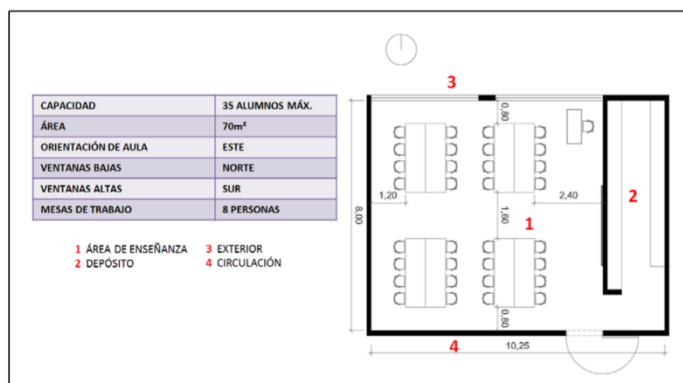 CAPACIDAD 35 ALUMNOS MÁX.
ÁREA 70m²
ORIENTACIÓN DE AULA ESTE
VENTANAS BAJAS NORTE
VENTANAS ALTAS SUR
MESAS DE TRABAJO 8 PERSONAS
1 ÁREA DE ENSEÑANZA 3 EXTERIOR
2 DEPÓSITO 4 CIRCULACIÓN
3
0,80
1,20
2,40
2
8,00
1,60
1
0,80
4
10,25